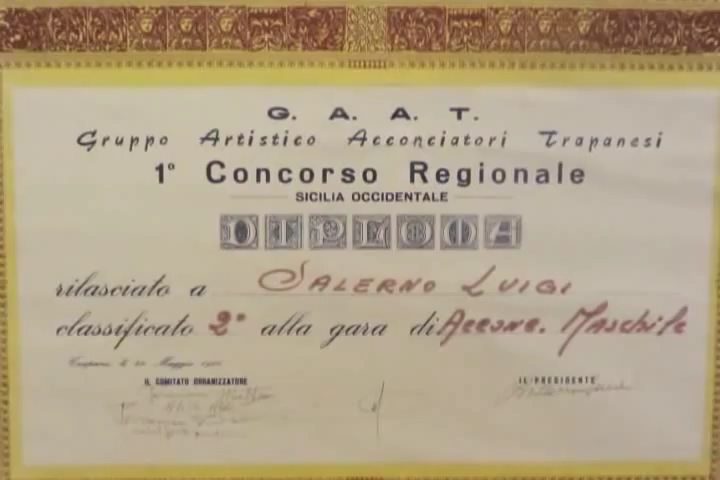 G. A. A. T.
Gruppo Artistico Acconciatori Trapanesi
1° Concorso Regionale
SICILIA OCCIDENTALE
DIPLOMA
rilasciato a SALERNO LUIGI
classificato 2° alla gara di Accone. Maschile
IL COMITATO ORGANIZZATORE
IL PRESIDENTE